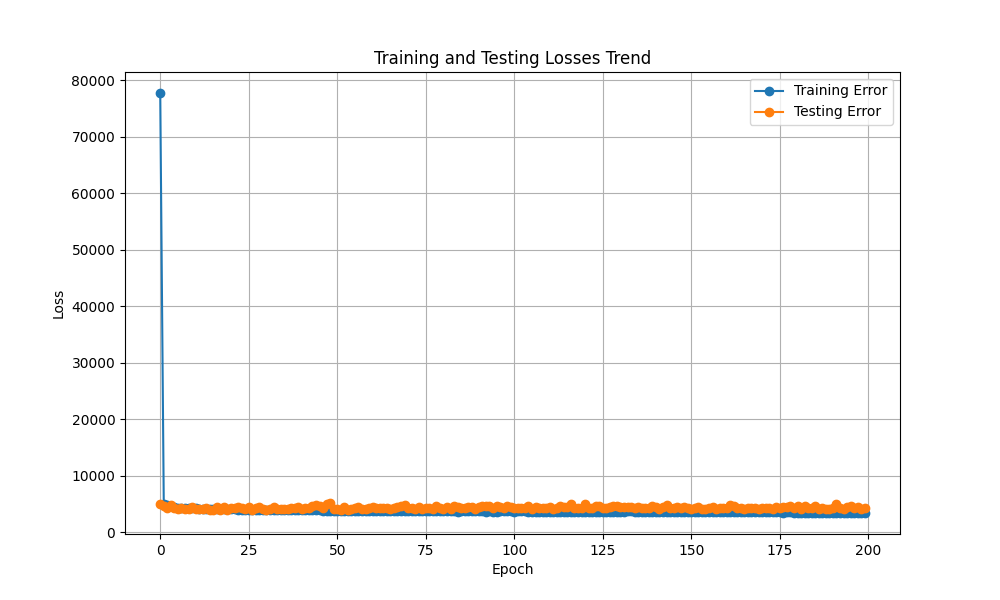 Training and Testing Losses Trend
Training Error
Testing Error
80000
70000
60000
50000
40000
30000
20000
10000
0
Loss
0 25 50 75 100 125 150 175 200
Epoch